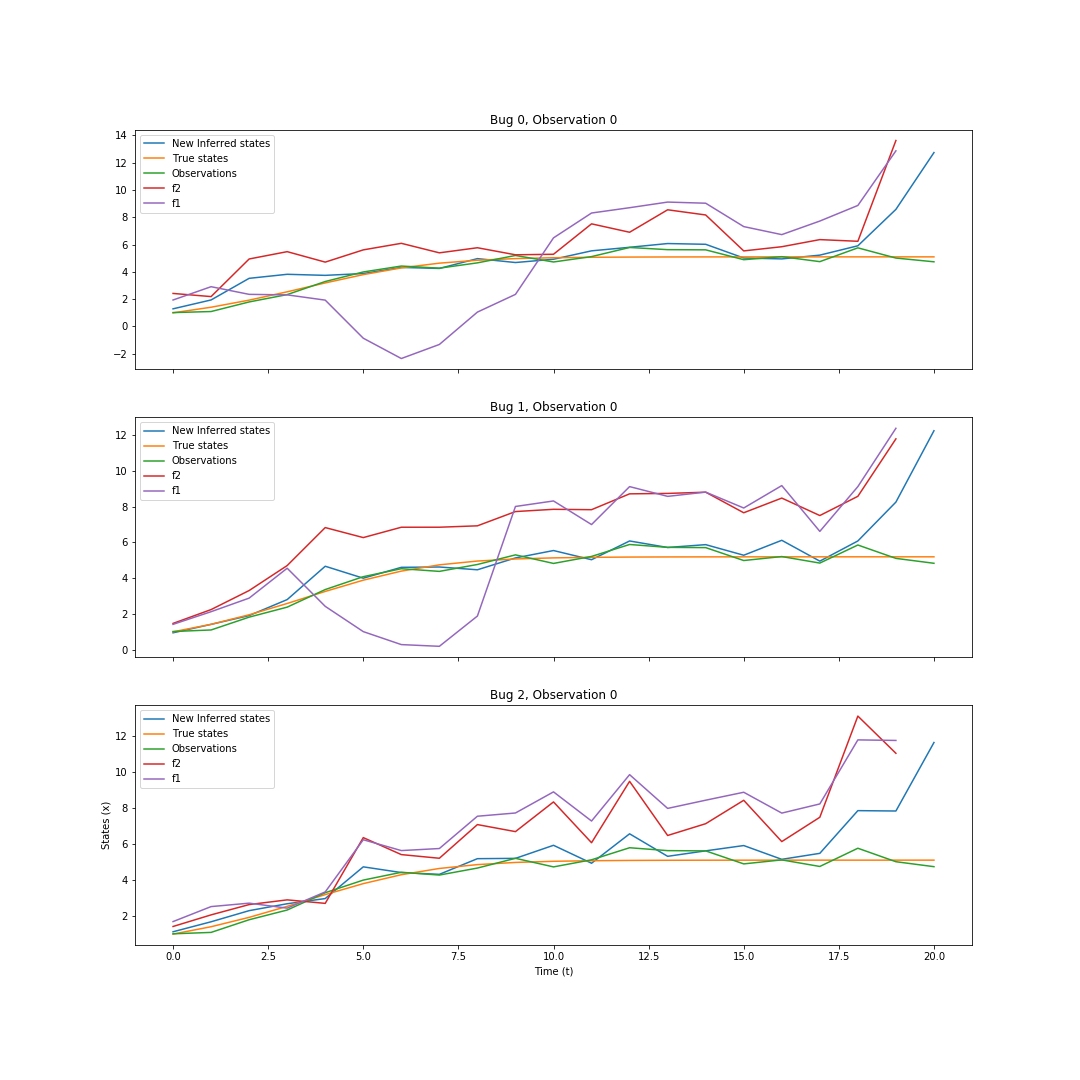 Bug 0, Observation 0
14
12
10
8
6
4
2
0
−2
New Inferred states
True states
Observations
f2
f1
Bug 1, Observation 0
12
10
8
6
4
2
0
New Inferred states
True states
Observations
f2
f1
Bug 2, Observation 0
12
10
8
6
4
2
New Inferred states
True states
Observations
f2
f1
States (x)
0.0 2.5 5.0 7.5 10.0 12.5 15.0 17.5 20.0
Time (t)